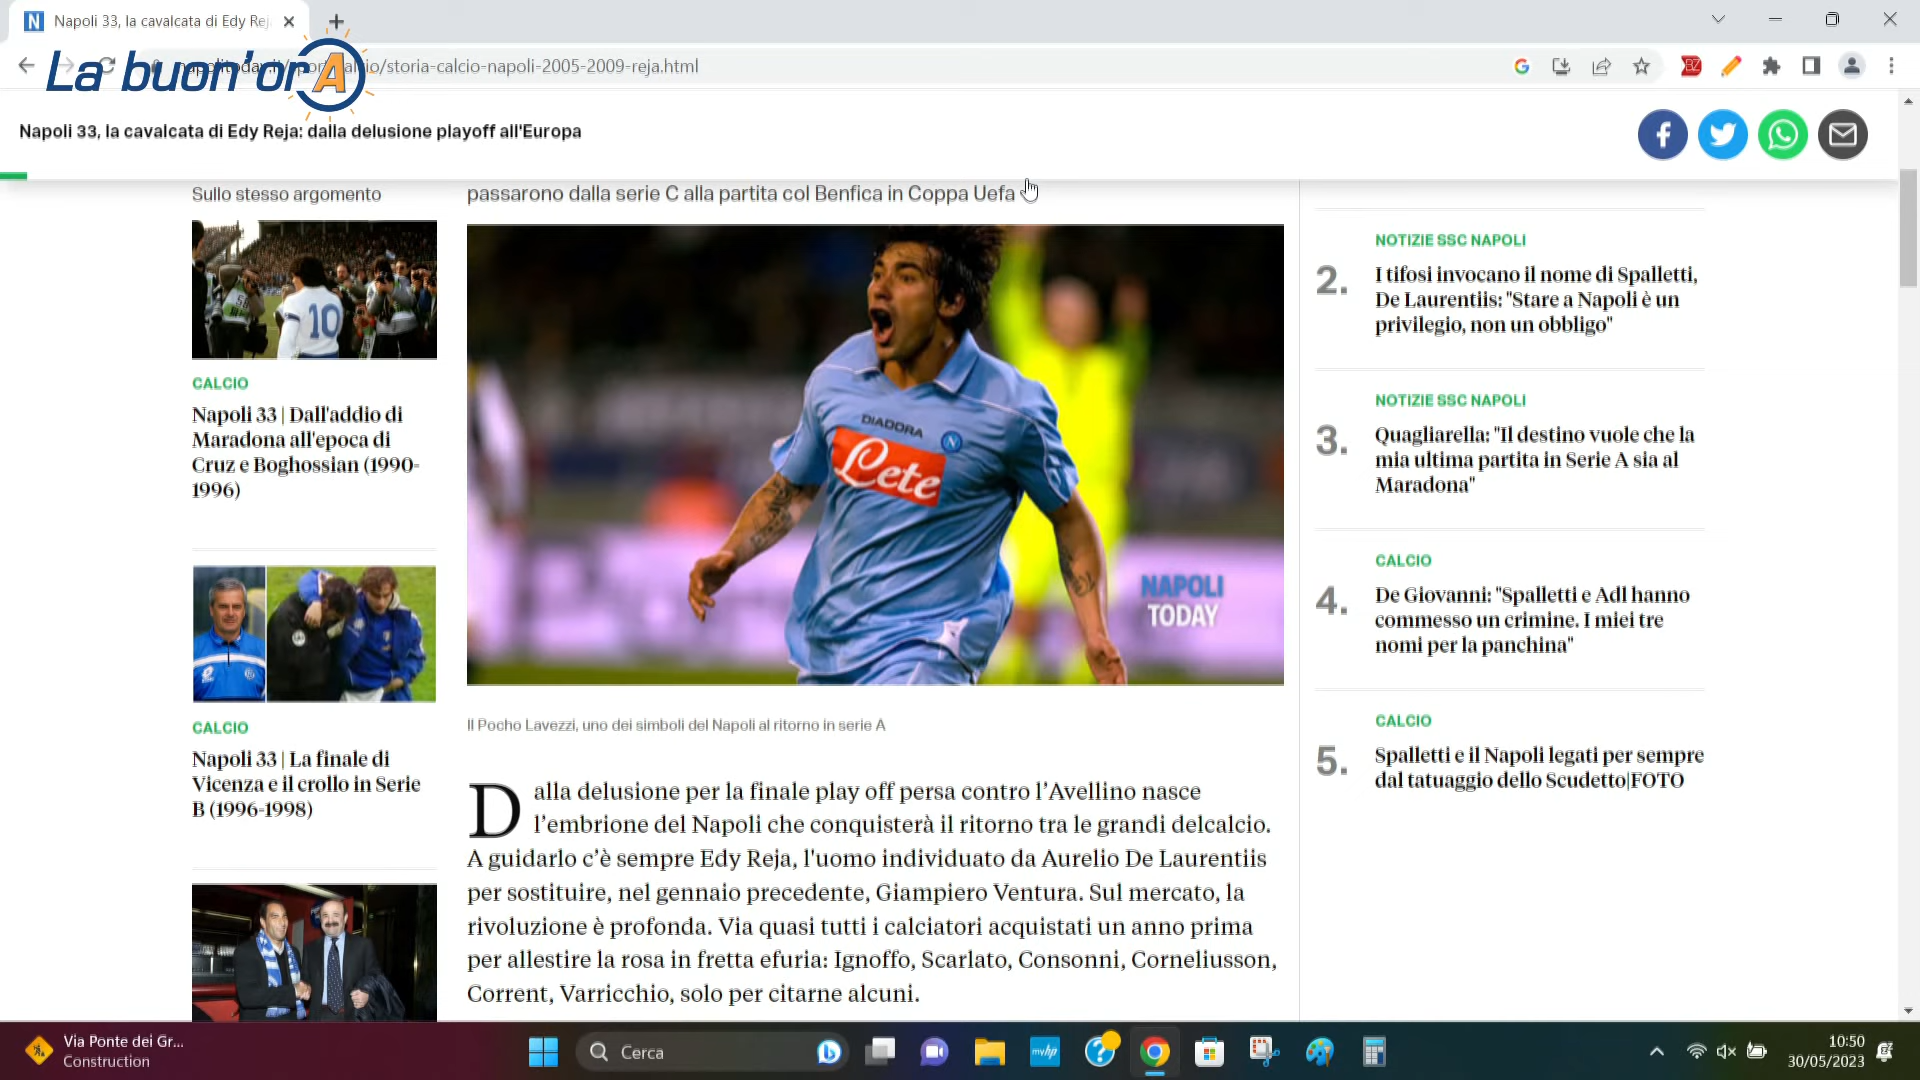 Napoli 33, la cavalcata di Edy Rej
La buon'orA
/storia-calcio-napoli-2005-2009-reja.html
Napoli 33, la cavalcata di Edy Reja: dalla delusione playoff all'Europa
Sullo stesso argomento
10
CALCIO
Napoli 33 | Dall'addio di
Maradona all'epoca di
Cruz e Boghossian (1990-
1996)
CALCIO
Napoli 33 | La finale di
Vicenza e il crollo in Serie
B (1996-1998)
passarono dalla serie C alla partita col Benfica in Coppa Uefa
DIADORA
N
Lete
NAPOLI
TODAY
Il Pocho Lavezzi, uno dei simboli del Napoli al ritorno in serie A
Dalla delusione per la finale play off persa contro l'Avellino nasce
l'embrione del Napoli che conquisterà il ritorno tra le grandi delcalcio.
A guidarlo c'è sempre Edy Reja, l'uomo individuato da Aurelio De Laurentiis
per sostituire, nel gennaio precedente, Giampiero Ventura. Sul mercato, la
rivoluzione è profonda. Via quasi tutti i calciatori acquistati un anno prima
per allestire la rosa in fretta efuria: Ignoffo, Scarlato, Consonni, Corneliusson,
Corrent, Varricchio, solo per citarne alcuni.
NOTIZIE SSC NAPOLI
2. I tifosi invocano il nome di Spalletti,
De Laurentiis: "Stare a Napoli è un
privilegio, non un obbligo"
NOTIZIE SSC NAPOLI
3. Quagliarella: "Il destino vuole che la
mia ultima partita in Serie A sia al
Maradona"
CALCIO
4. De Giovanni: "Spalletti e Adl hanno
commesso un crimine. I miei tre
nomi per la panchina"
CALCIO
5. Spalletti e il Napoli legati per sempre
dal tatuaggio dello Scudetto|FOTO
Via Ponte dei Gr...
Construction
Cerca
myhp
10:50
30/05/2023